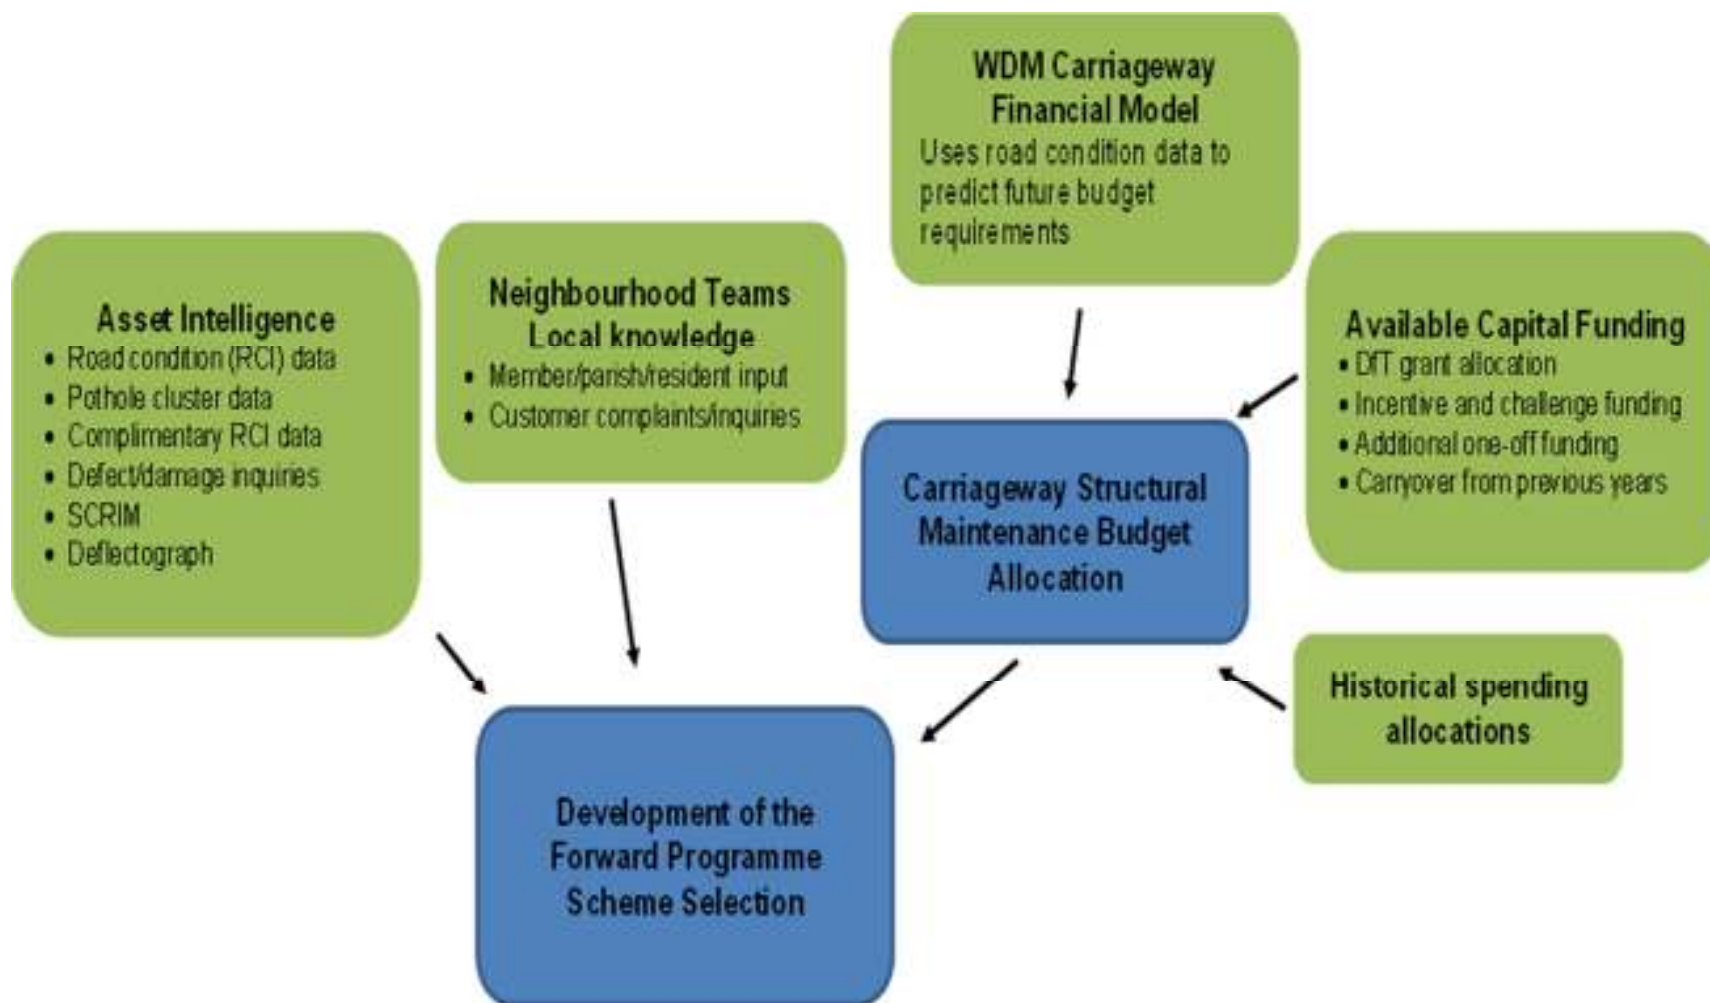 WDM Carriageway
Financial Model
Uses road condition data to
predict future budget
requirements
Asset Intelligence
• Road condition (RCI) data
• Pothole cluster data
• Complimentary RCI data
• Defect/damage inquiries
• SCRIM
• Deflectograph
Neighbourhood Teams
Local knowledge
• Member/parish/resident input
• Customer complaints/inquiries
Available Capital Funding
• DfT grant allocation
• Incentive and challenge funding
• Additional one-off funding
• Carryover from previous years
Carriageway Structural
Maintenance Budget
Allocation
Historical spending
allocations
Development of the
Forward Programme
Scheme Selection